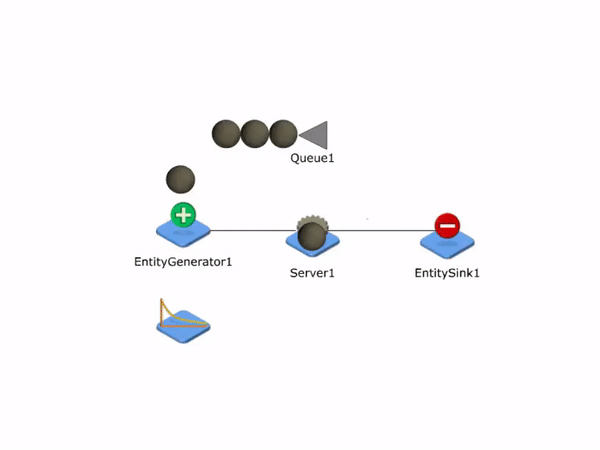 Queue1
EntityGenerator1
Server1
EntitySink1